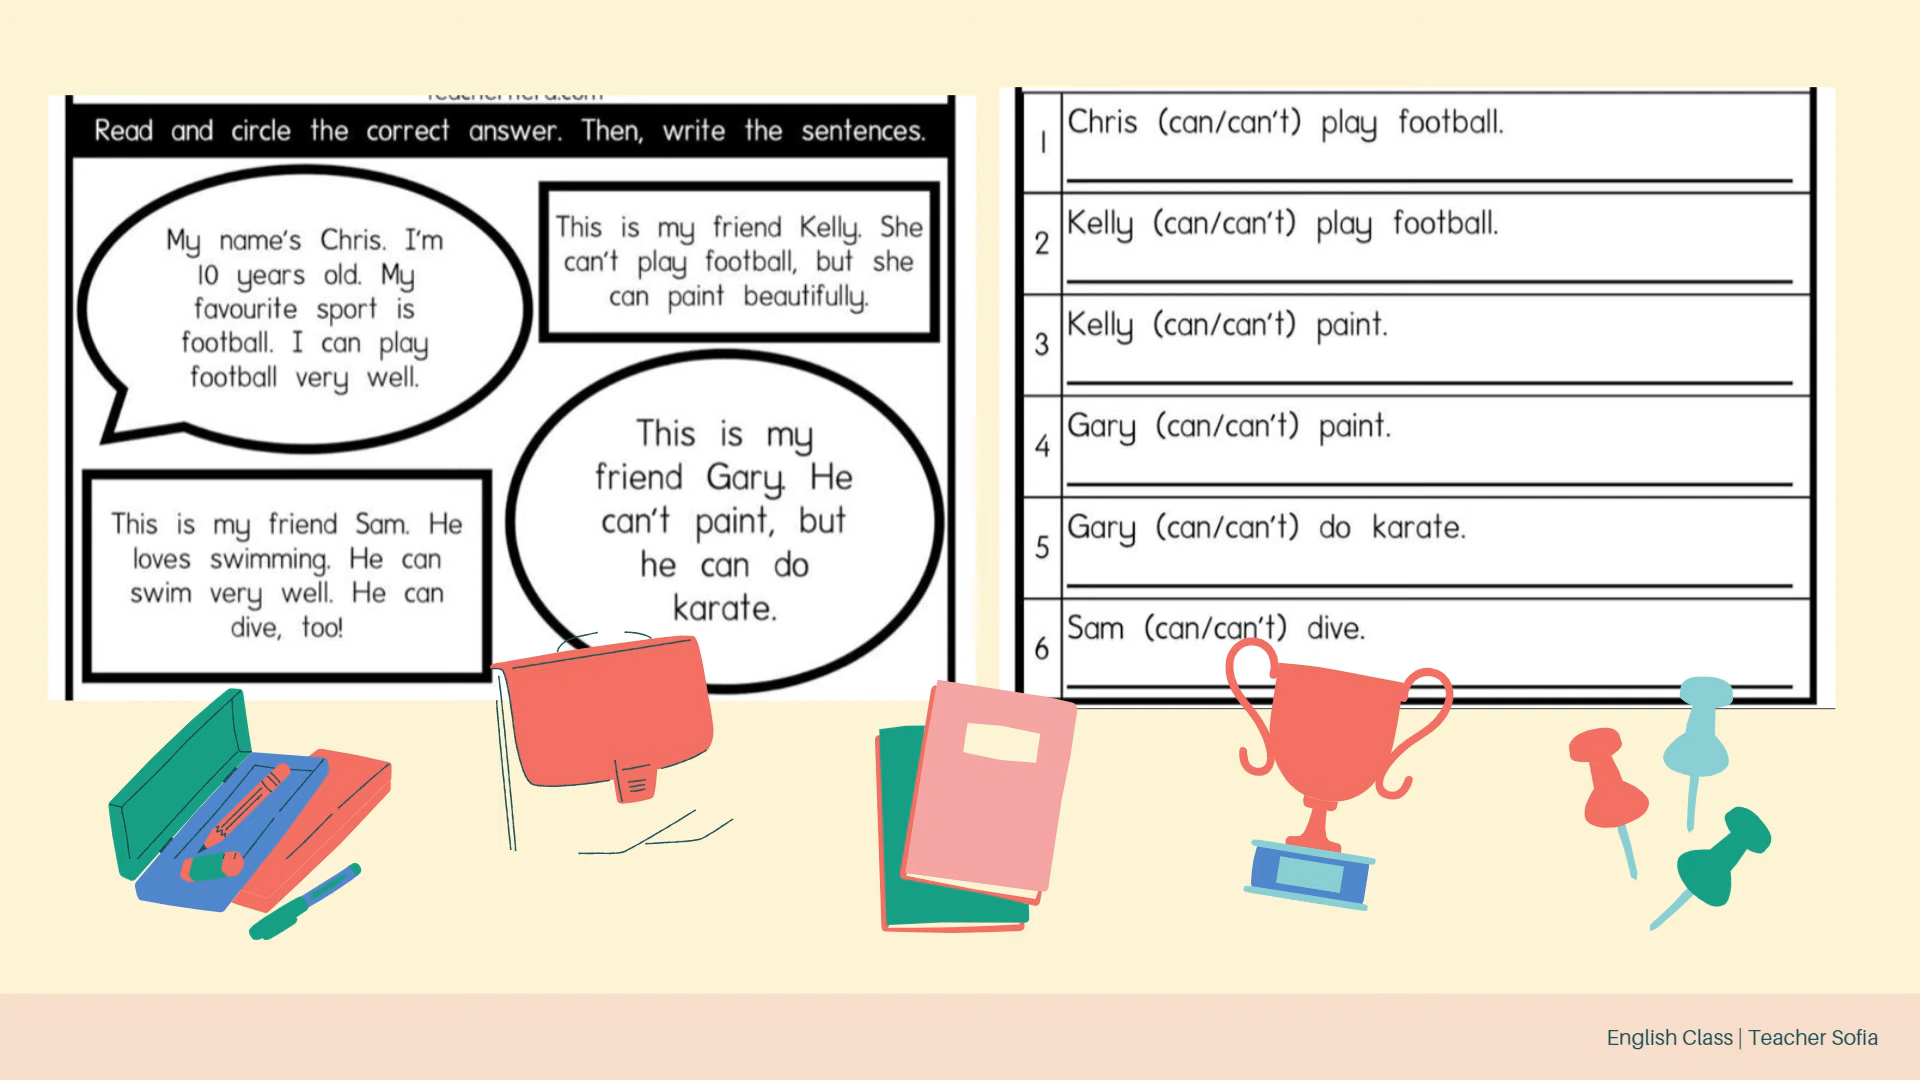 Read and circle the correct answer. Then, write the sentences.
My name's Chris. I'm
10 years old. My
favourite sport is
football. I can play
football very well.
This is my friend Kelly. She
can't play football, but she
can paint beautifully.
This is my friend Sam. He
loves swimming. He can
swim very well. He can
dive, too!
This is my
friend Gary. He
can't paint, but
he can do
karate.
1 Chris (can/can't) play football.
2 Kelly (can/can't) play football.
3 Kelly (can/can't) paint.
4 Gary (can/can't) paint.
5 Gary (can/can't) do karate.
6 Sam (can/can't) dive.
English Class | Teacher Sofia